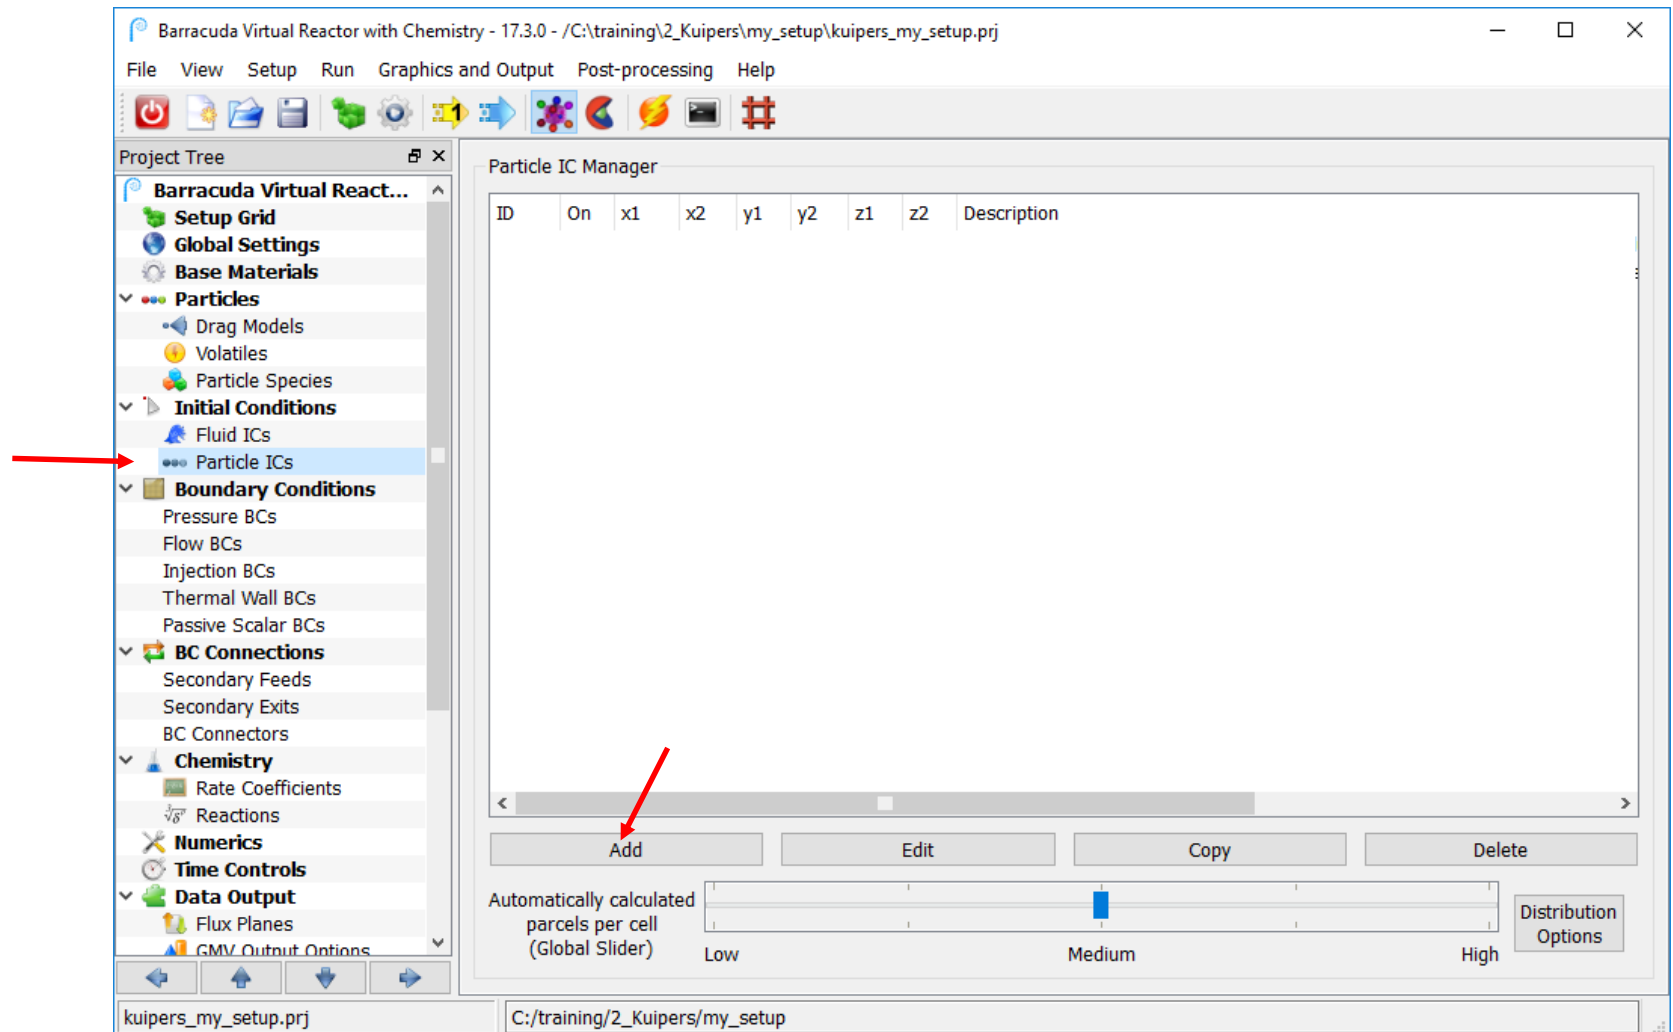 Barracuda Virtual Reactor with Chemistry - 17.3.0 - /C:\training\2_Kuipers\my_setup\kuipers_my_setup.prj
File View Setup Run Graphics and Output Post-processing Help
1
Project Tree
Barracuda Virtual React...
Setup Grid
Global Settings
Base Materials
Particles
Drag Models
Volatiles
Particle Species
Initial Conditions
Fluid ICs
Particle ICs
Boundary Conditions
Pressure BCs
Flow BCs
Injection BCs
Thermal Wall BCs
Passive Scalar BCs
BC Connections
Secondary Feeds
Secondary Exits
BC Connectors
Chemistry
Rate Coefficients
Reactions
Numerics
Time Controls
Data Output
Flux Planes
GMV Output Options
Particle IC Manager
ID On x1 x2 y1 y2 z1 z2 Description
Add Edit Copy Delete
Automatically calculated
parcels per cell
(Global Slider)
Low Medium High
Distribution
Options
kuipers_my_setup.prj
C:/training/2_Kuipers/my_setup